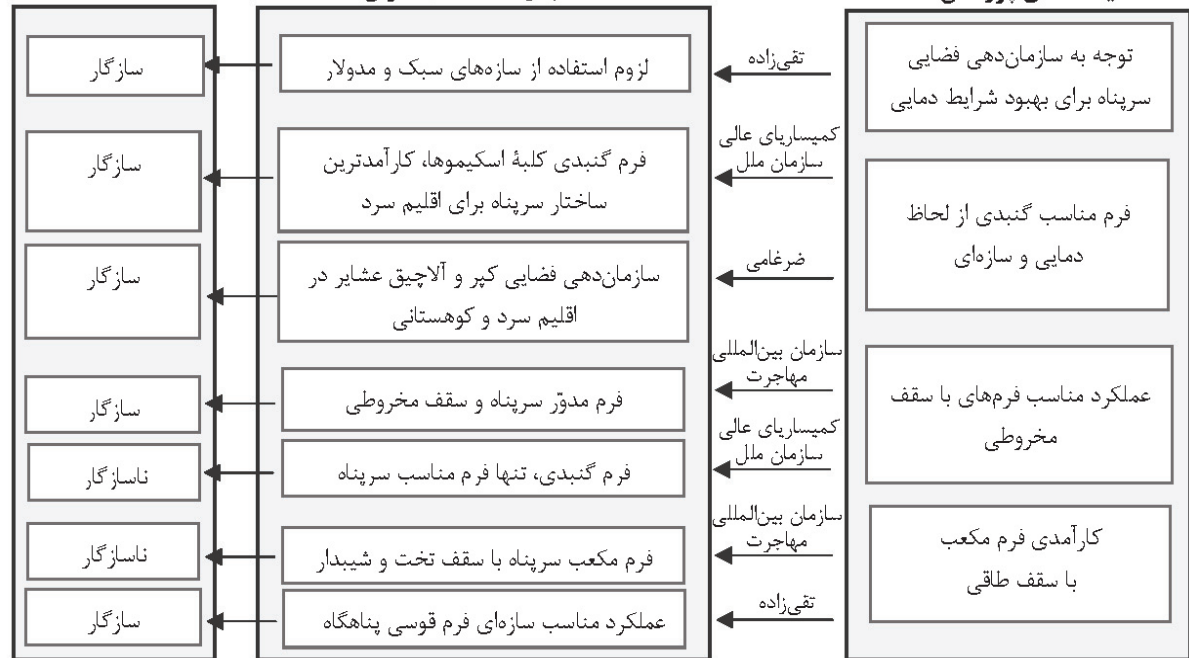 توجه به سازمان‌دهی فضایی
سرپناه برای بهبود شرایط دمایی
فرم مناسب گنبدی از لحاظ
دمایی و سازه‌ای
عملکرد مناسب فرم‌های با سقف
مخروطی
کارآمدی فرم مکعب
با سقف طاقی
تقی‌زاده
لزوم استفاده از سازه‌های سبک و مدولار
سازگار
کمیساریای عالی
سازمان ملل
فرم گنبدی کلبهٔ اسکیموها، کارآمدترین
ساختار سرپناه برای اقلیم سرد
سازگار
ضرغامی
سازمان‌دهی فضایی کپر و آلاچیق عشایر در
اقلیم سرد و کوهستانی
سازگار
سازمان بین‌المللی
مهاجرت
فرم مدوّر سرپناه و سقف مخروطی
سازگار
کمیساریای عالی
سازمان ملل
فرم گنبدی، تنها فرم مناسب سرپناه
ناسازگار
سازمان بین‌المللی
مهاجرت
فرم مکعب سرپناه با سقف تخت و شیبدار
ناسازگار
تقی‌زاده
عملکرد مناسب سازه‌ای فرم قوسی پناهگاه
سازگار